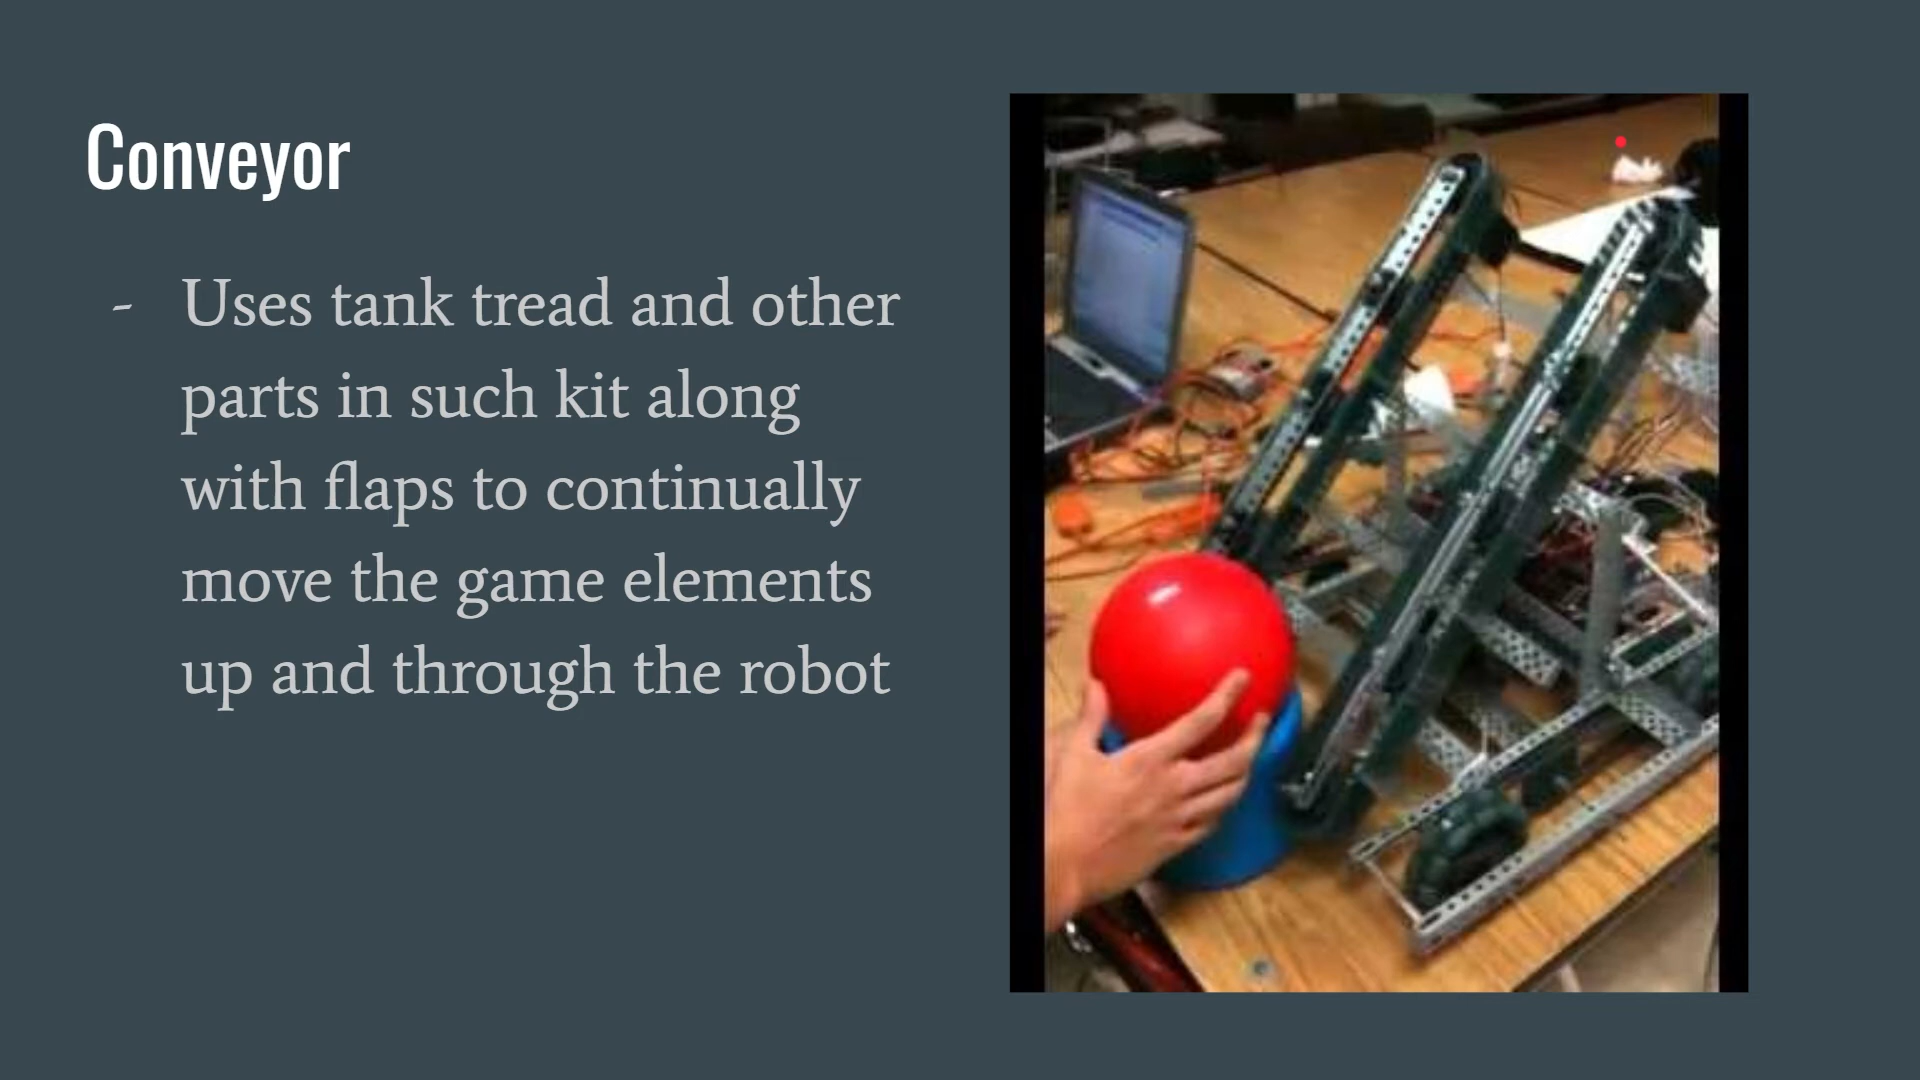 Conveyor
- Uses tank tread and other
parts in such kit along
with flaps to continually
move the game elements
up and through the robot